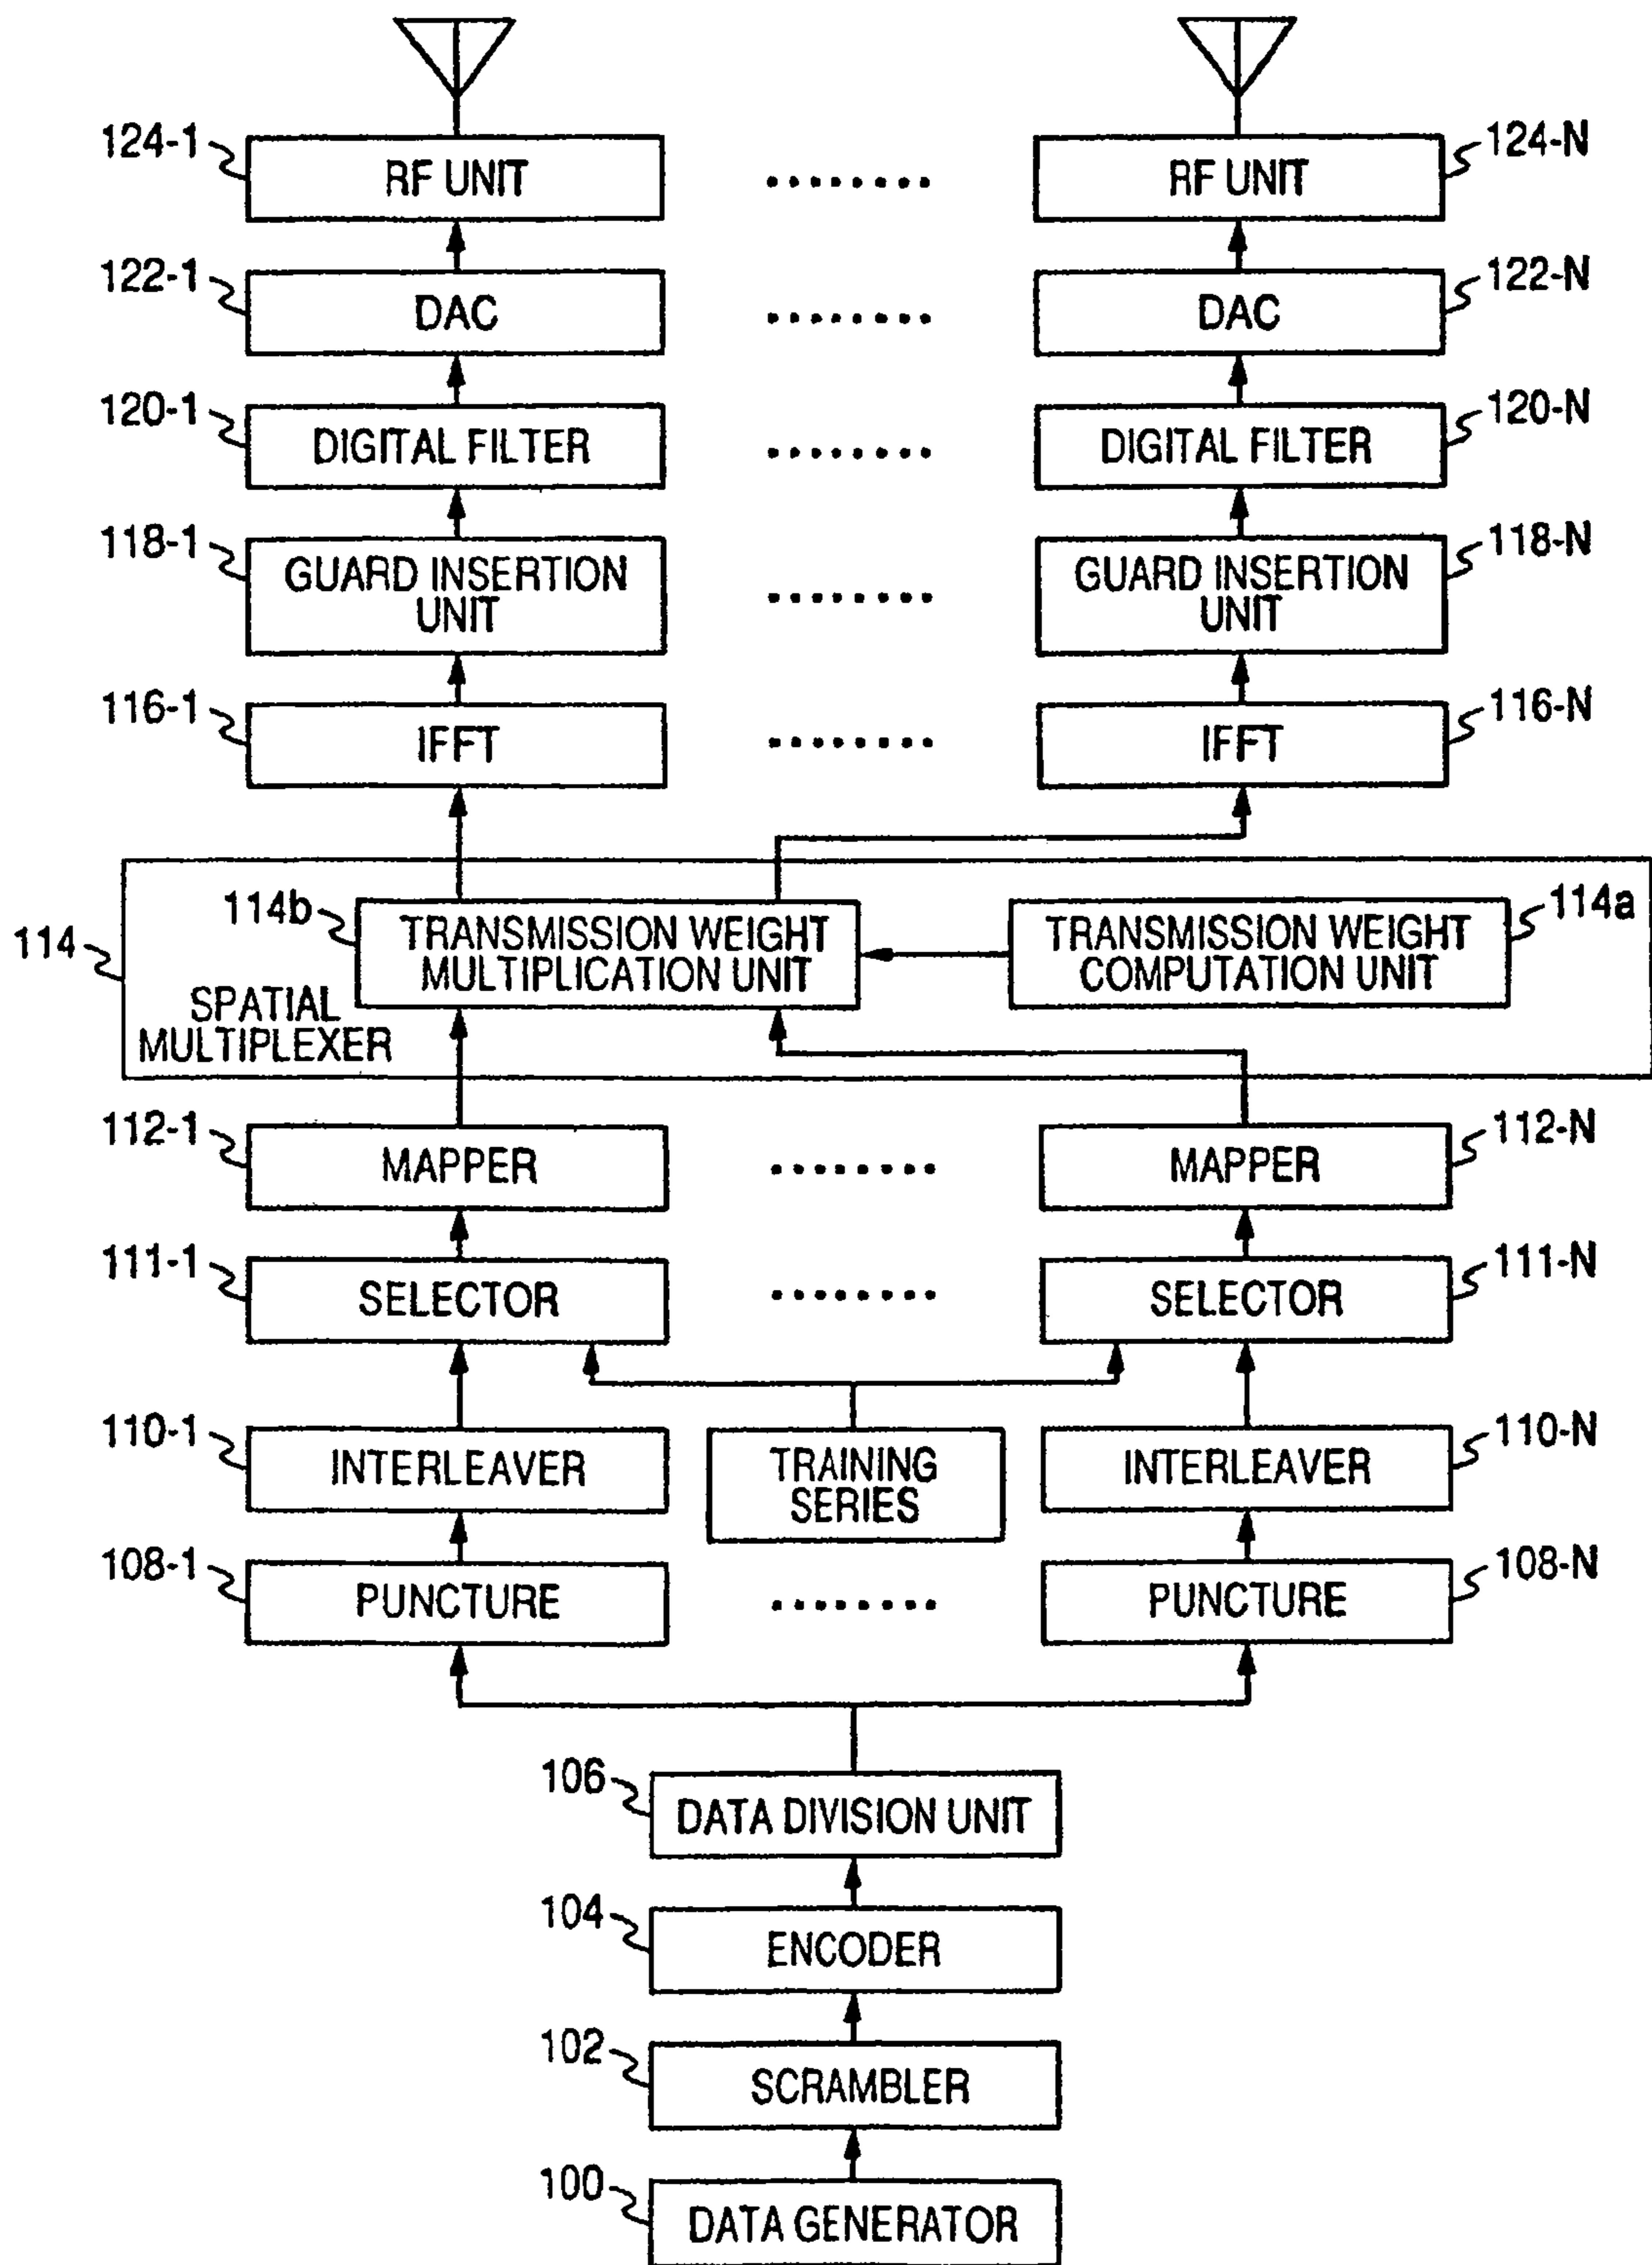 124-1
RF UNIT
........
RF UNIT
124-N
122-1
DAC
........
DAC
122-N
120-1
DIGITAL FILTER
........
DIGITAL FILTER
120-N
118-1
GUARD INSERTION
UNIT
........
GUARD INSERTION
UNIT
118-N
116-1
IFFT
........
IFFT
116-N
114
SPATIAL
MULTIPLEXER
114b
TRANSMISSION WEIGHT
MULTIPLICATION UNIT
TRANSMISSION WEIGHT
COMPUTATION UNIT
114a
112-1
MAPPER
........
MAPPER
112-N
111-1
SELECTOR
........
SELECTOR
111-N
110-1
INTERLEAVER
TRAINING
SERIES
INTERLEAVER
110-N
108-1
PUNCTURE
........
PUNCTURE
108-N
106
DATA DIVISION UNIT
104
ENCODER
102
SCRAMBLER
100
DATA GENERATOR